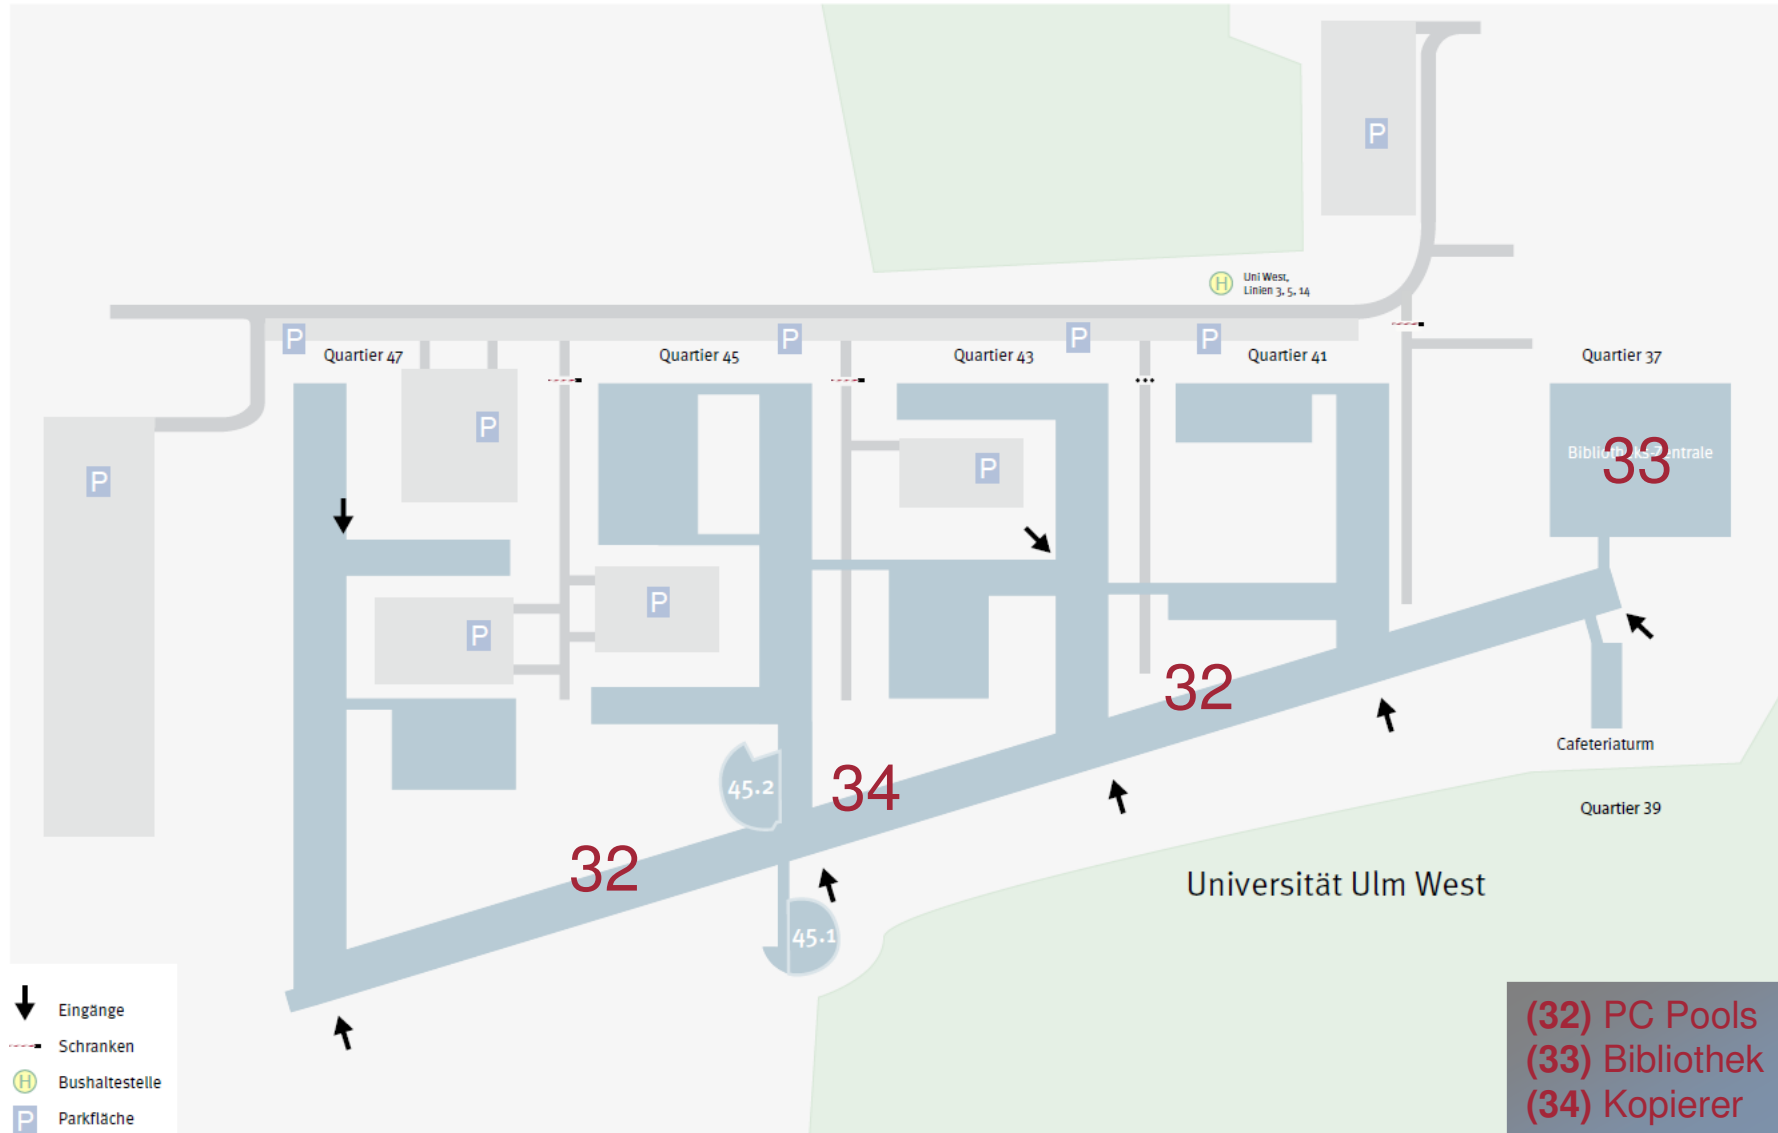 P
H Uni West,
Linien 3, 5, 14
P P P P
Quartier 47 Quartier 45 Quartier 43 Quartier 41 Quartier 37
P
Bibliotheks-Zentrale
33
P
P
P
P
32
Cafeteriaturm
45.2
34
Quartier 39
32
Universität Ulm West
45.1
Eingänge
Schranken
H Bushaltestelle
P Parkfläche
(32) PC Pools
(33) Bibliothek
(34) Kopierer